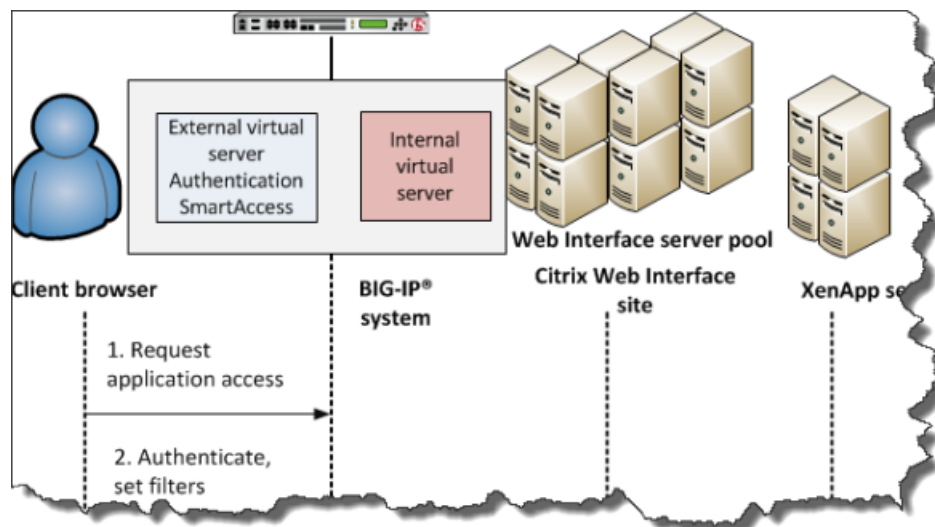 External virtual
server
Authentication
SmartAccess
Internal
virtual
server
Web Interface server pool
Client browser
BIG-IP®
system
Citrix Web Interface
site
XenApp
1. Request
application access
2. Authenticate,
set filters